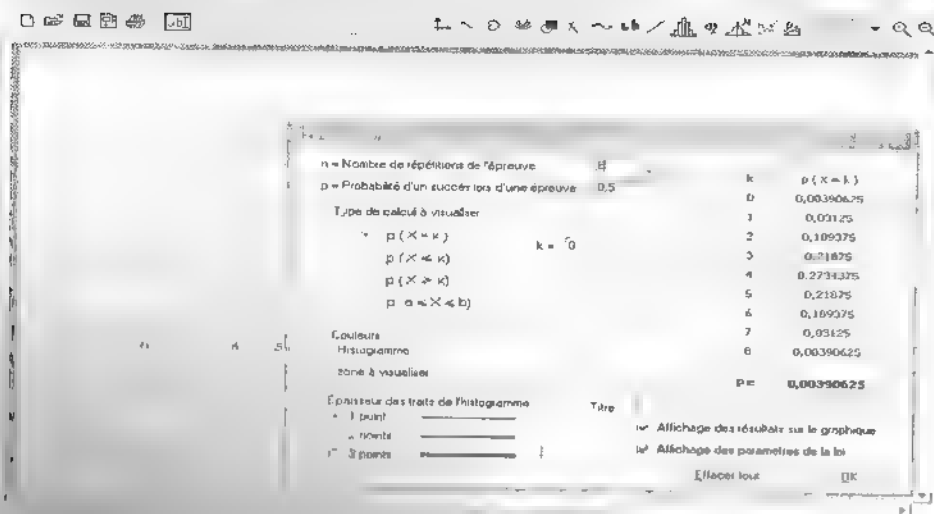 n = Nombre de répétitions de l'épreuve 8
p = Probabilité d'un succès lors d'une épreuve 0,5
Type de calcul à visualiser
p ( X = k )
p ( X ≤ k )
p ( X ≥ k )
p a ≤ X ≤ b)
k = 0
Couleurs
Histogramme
zone à visualiser
Épaisseur des traits de l'histogramme
1 point
points
3 points
Titre
k p ( X = k )
0 0,00390625
1 0,03125
2 0,109375
3 0,21875
4 0,2734375
5 0,21875
6 0,109375
7 0,03125
8 0,00390625
p = 0,00390625
Affichage des résultats sur le graphique
Affichage des paramètres de la loi
Effacer tout OK